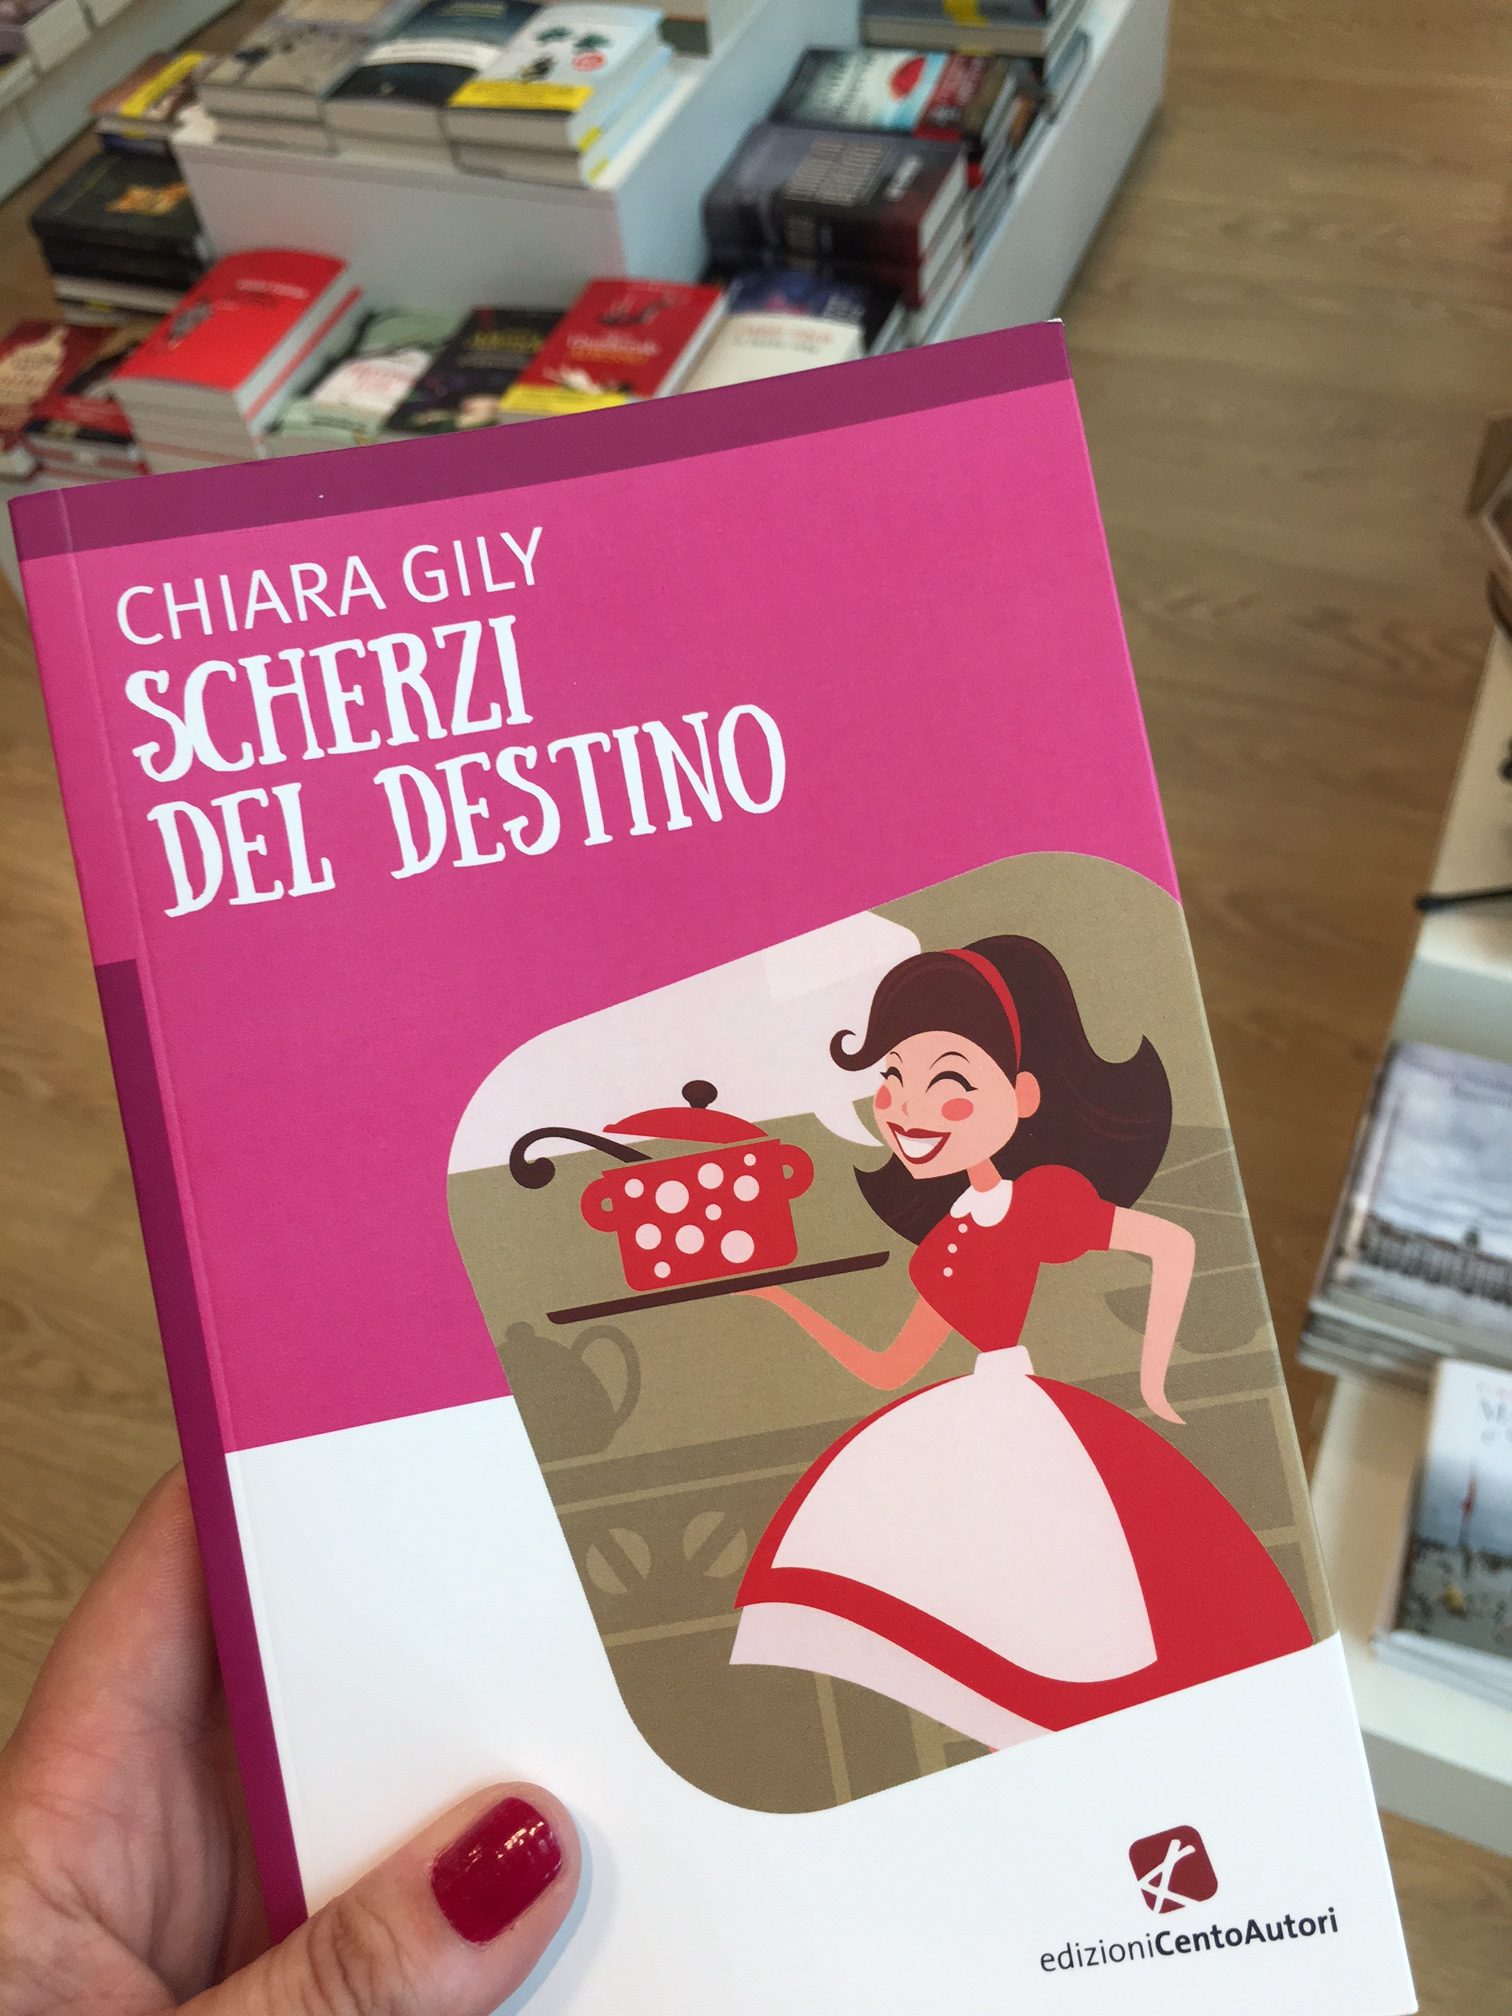 CHIARA GILY
SCHERZI
DEL DESTINO
edizioniCentoAutori